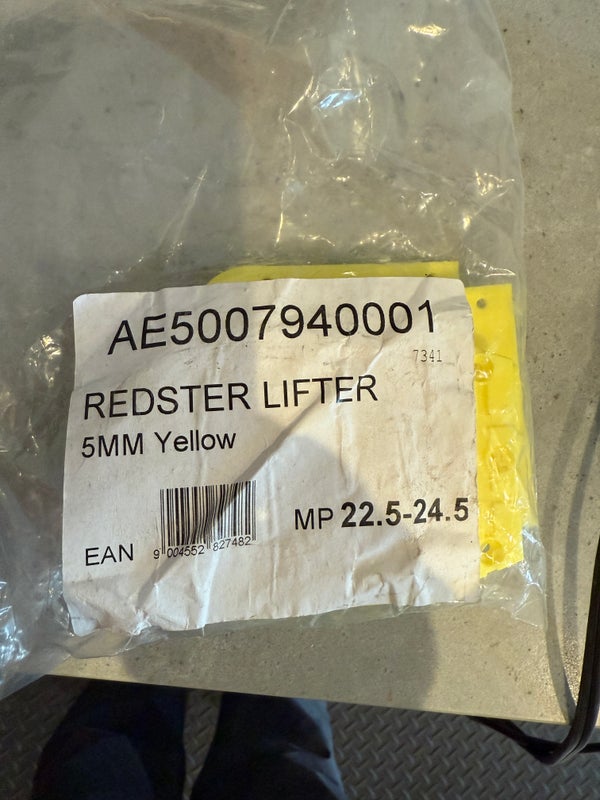 AE5007940001
7341
REDSTER LIFTER
5MM Yellow
EAN
9 004552 827482
MP 22.5-24.5